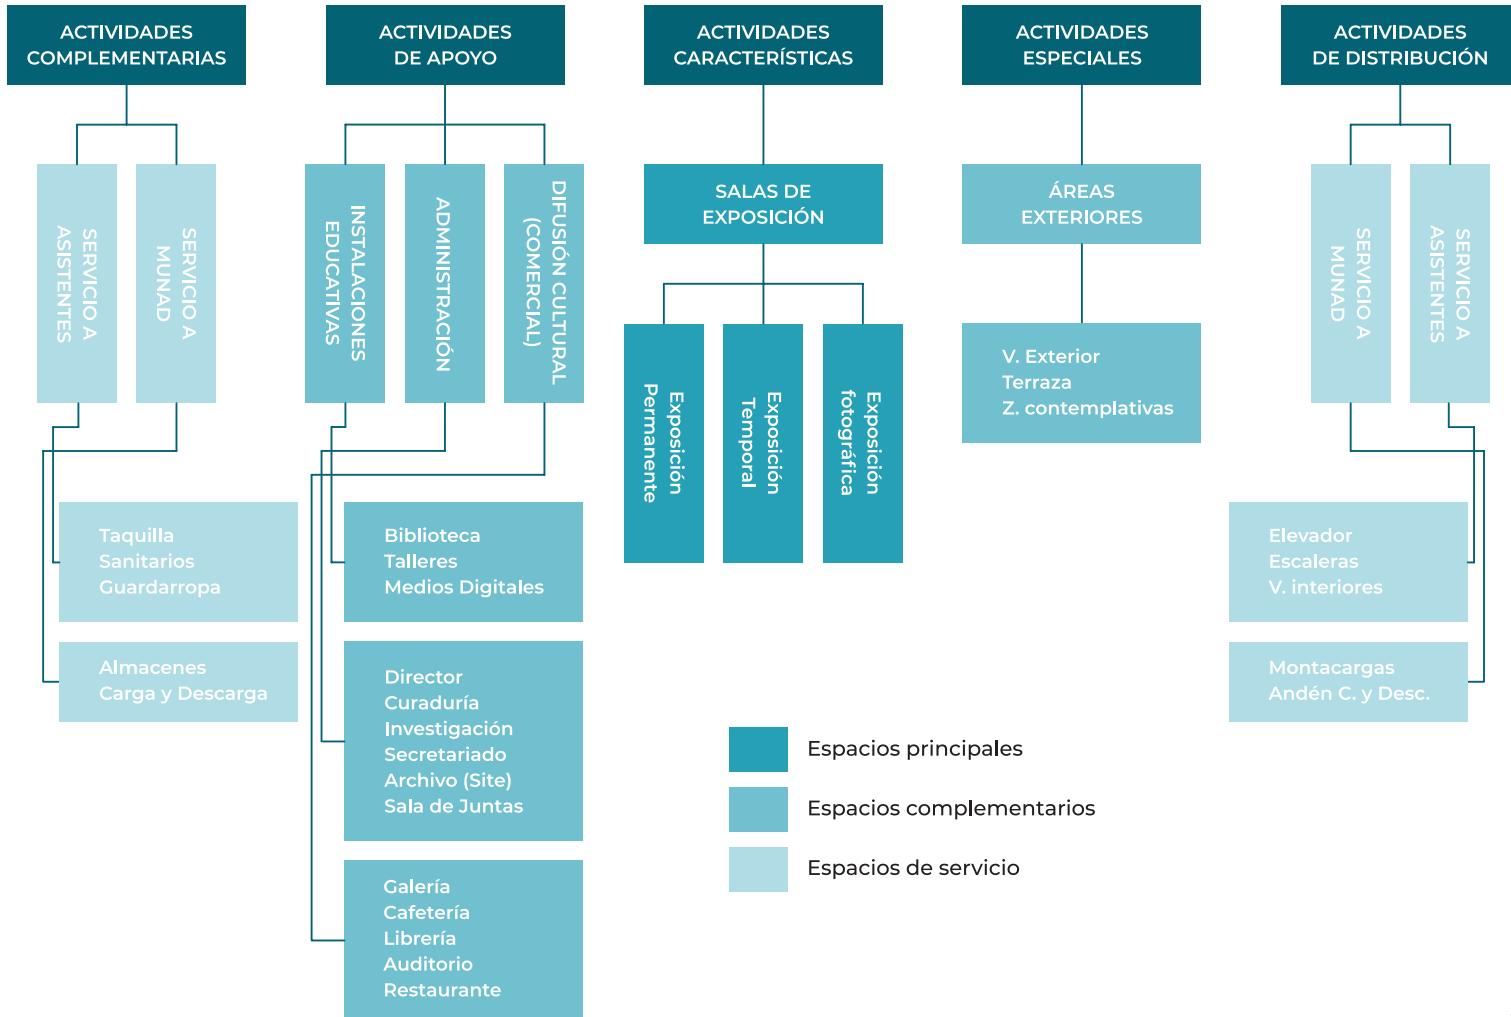 ACTIVIDADES
COMPLEMENTARIAS
SERVICIO A
ASISTENTES
SERVICIO A
MUNAD
Taquilla
Sanitarios
Guardarropa
Almacenes
Carga y Descarga
ACTIVIDADES
DE APOYO
INSTALACIONES
EDUCATIVAS
ADMINISTRACIÓN
DIFUSIÓN CULTURAL
(COMERCIAL)
Biblioteca
Talleres
Medios Digitales
Director
Curaduría
Investigación
Secretariado
Archivo (Site)
Sala de Juntas
Galería
Cafetería
Librería
Auditorio
Restaurante
ACTIVIDADES
CARACTERÍSTICAS
SALAS DE
EXPOSICIÓN
Exposición
Permanente
Exposición
Temporal
Exposición
fotográfica
ACTIVIDADES
ESPECIALES
ÁREAS
EXTERIORES
V. Exterior
Terraza
Z. contemplativas
ACTIVIDADES
DE DISTRIBUCIÓN
SERVICIO A
MUNAD
SERVICIO A
ASISTENTES
Elevador
Escaleras
V. interiores
Montacargas
Andén C. y Desc.
Espacios principales
Espacios complementarios
Espacios de servicio